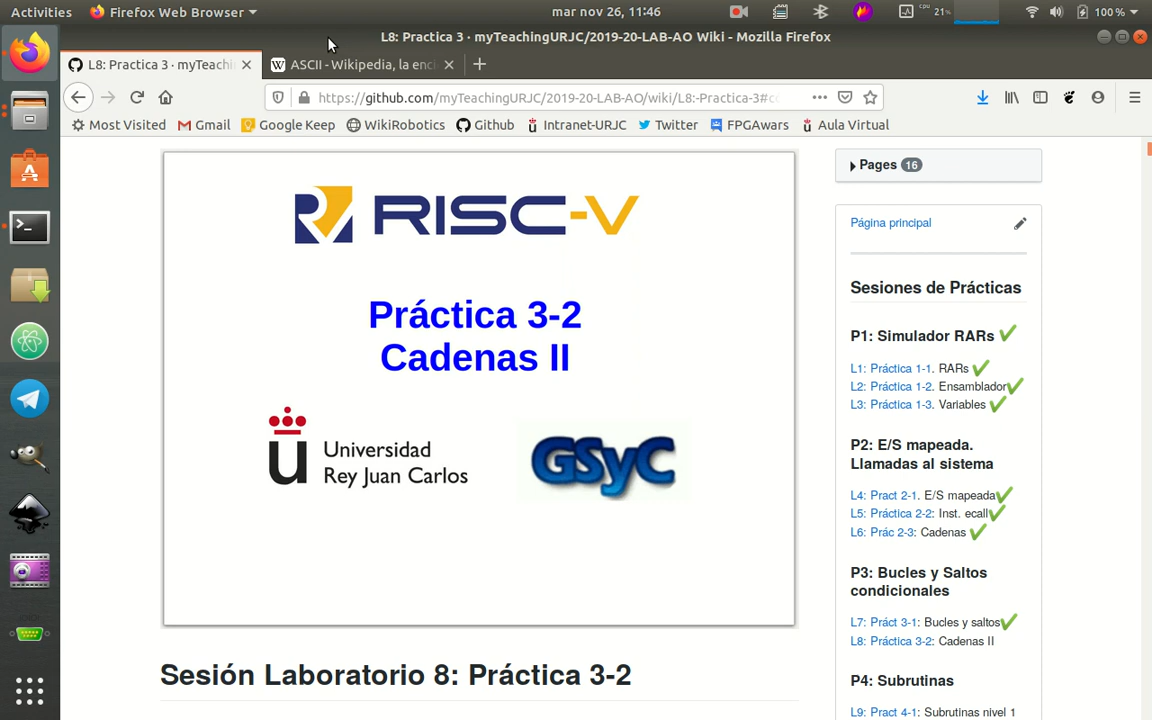 Activities
Firefox Web Browser
mar nov 26, 11:46
cpu
21%
100 %
L8: Practica 3 · myTeachingURJC/2019-20-LAB-AO Wiki - Mozilla Firefox
L8: Practica 3 · myTeachi
W
ASCII - Wikipedia, la enc
https://github.com/myTeachingURJC/2019-20-LAB-AO/wiki/L8:-Practica-3#c
Most Visited
Gmail
Google Keep
WikiRobotics
Github
Intranet-URJC
Twitter
FPGAwars
Aula Virtual
RISC-V
Práctica 3-2
Cadenas II
u
Universidad
Rey Juan Carlos
GSyC
Sesión Laboratorio 8: Práctica 3-2
Pages 16
Página principal
Sesiones de Prácticas
P1: Simulador RARs
L1: Práctica 1-1. RARs
L2: Práctica 1-2. Ensamblador
L3: Práctica 1-3. Variables
P2: E/S mapeada.
Llamadas al sistema
L4: Pract 2-1. E/S mapeada
L5: Práctica 2-2: Inst. ecall
L6: Prác 2-3: Cadenas
P3: Bucles y Saltos
condicionales
L7: Práct 3-1: Bucles y saltos
L8: Práctica 3-2: Cadenas II
P4: Subrutinas
L9: Pract 4-1: Subrutinas nivel 1